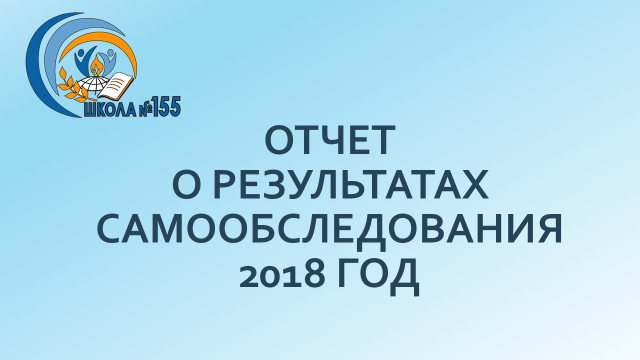 ШКОЛА №155
ОТЧЕТ
О РЕЗУЛЬТАТАХ
САМООБСЛЕДОВАНИЯ
2018 ГОД